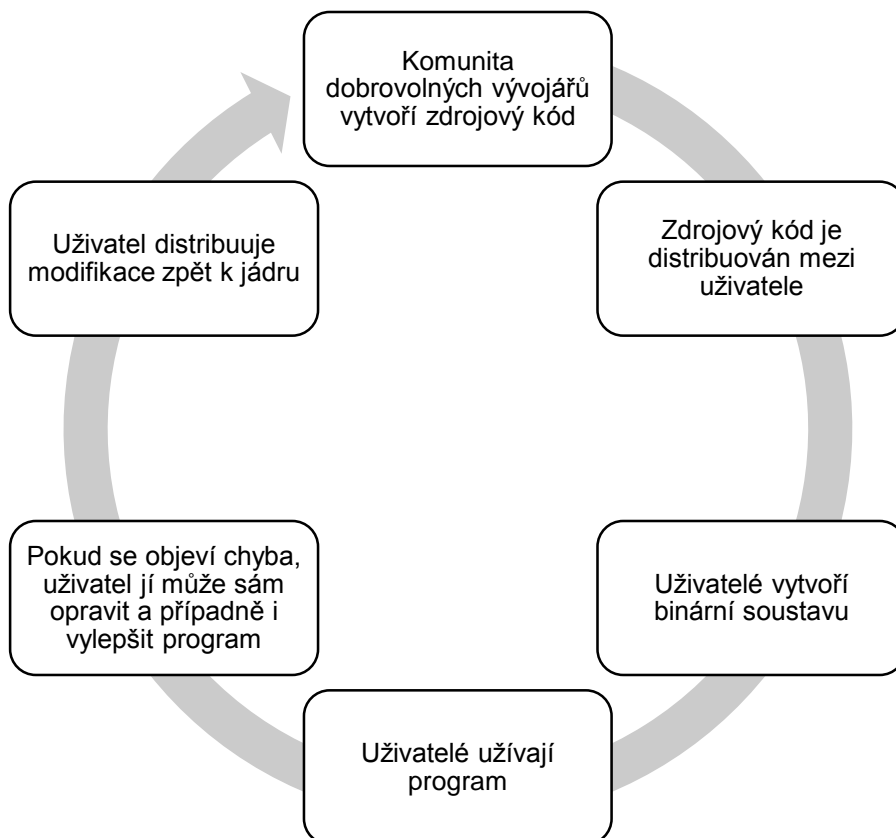 Komunita
dobrovolných vývojářů
vytvoří zdrojový kód
Zdrojový kód je
distribuován mezi
uživatele
Uživatelé vytvoří
binární soustavu
Uživatelé užívají
program
Pokud se objeví chyba,
uživatel jí může sám
opravit a případně i
vylepšit program
Uživatel distribuuje
modifikace zpět k jádru